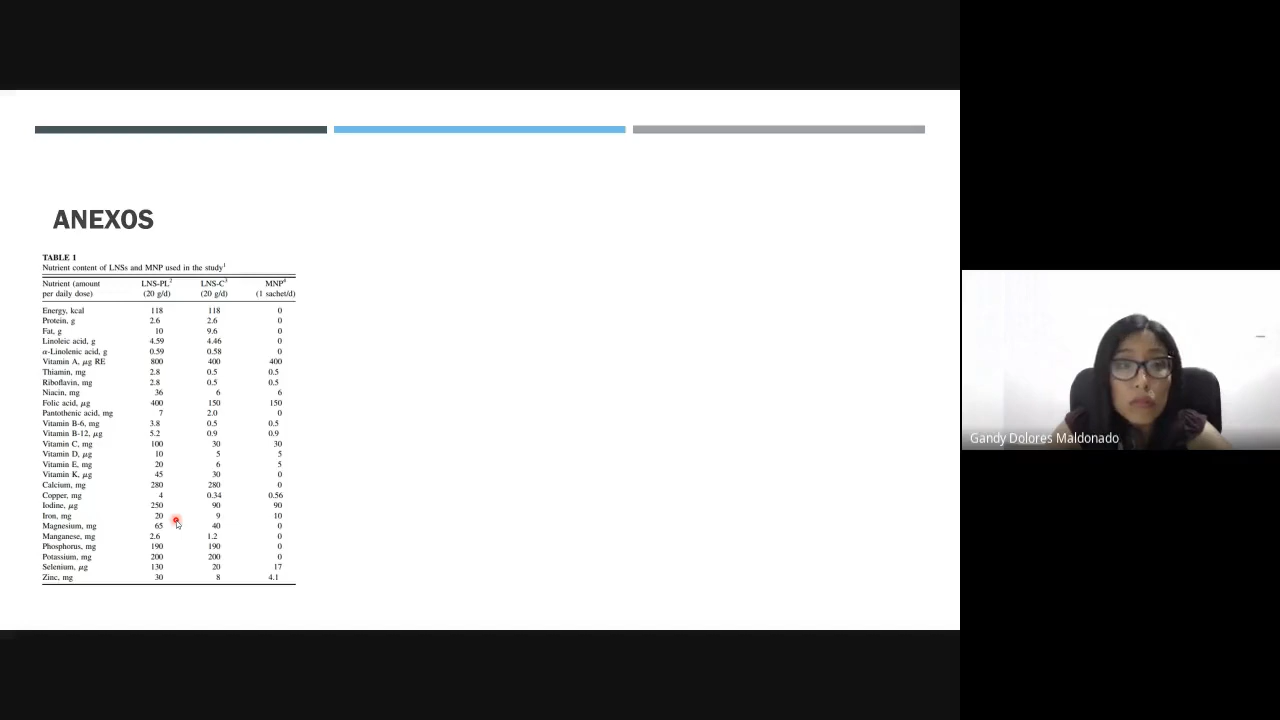 ANEXOS
TABLE 1
Nutrient content of LNSs and MNP used in the study1
Nutrient (amount per daily dose) LNS-PL2 (20 g/d) LNS-C3 (20 g/d) MNP4 (1 sachet/d)
Energy, kcal 118 118 0
Protein, g 2.6 2.6 0
Fat, g 10 9.6 0
Linoleic acid, g 4.59 4.46 0
α-Linolenic acid, g 0.59 0.58 0
Vitamin A, μg RE 800 400 400
Thiamin, mg 2.8 0.5 0.5
Riboflavin, mg 2.8 0.5 0.5
Niacin, mg 36 6 6
Folic acid, μg 400 150 150
Pantothenic acid, mg 7 2.0 0
Vitamin B-6, mg 3.8 0.5 0.5
Vitamin B-12, μg 5.2 0.9 0.9
Vitamin C, mg 100 30 30
Vitamin D, μg 10 5 5
Vitamin E, mg 20 6 5
Vitamin K, μg 45 30 0
Calcium, mg 280 280 0
Copper, mg 4 0.34 0.56
Iodine, μg 250 90 90
Iron, mg 20 9 10
Magnesium, mg 65 40 0
Manganese, mg 2.6 1.2 0
Phosphorus, mg 190 190 0
Potassium, mg 200 200 0
Selenium, μg 130 20 17
Zinc, mg 30 8 4.1
Gandy Dolores Maldonado